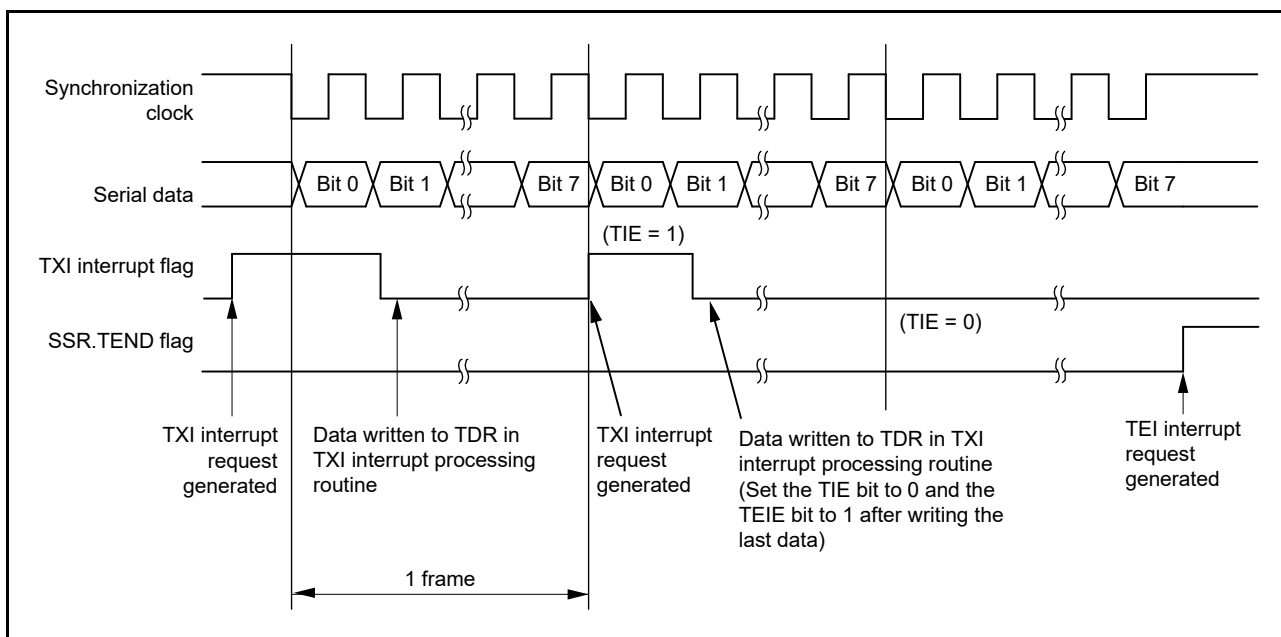 Synchronization
clock
Serial data
Bit 0 Bit 1 Bit 7 Bit 0 Bit 1 Bit 7 Bit 0 Bit 1 Bit 7
(TIE = 1)
TXI interrupt flag
(TIE = 0)
SSR.TEND flag
TXI interrupt
request
generated
Data written to TDR in
TXI interrupt processing
routine
TXI interrupt
request
generated
Data written to TDR in TXI
interrupt processing routine
(Set the TIE bit to 0 and the
TEIE bit to 1 after writing the
last data)
TEI interrupt
request
generated
1 frame